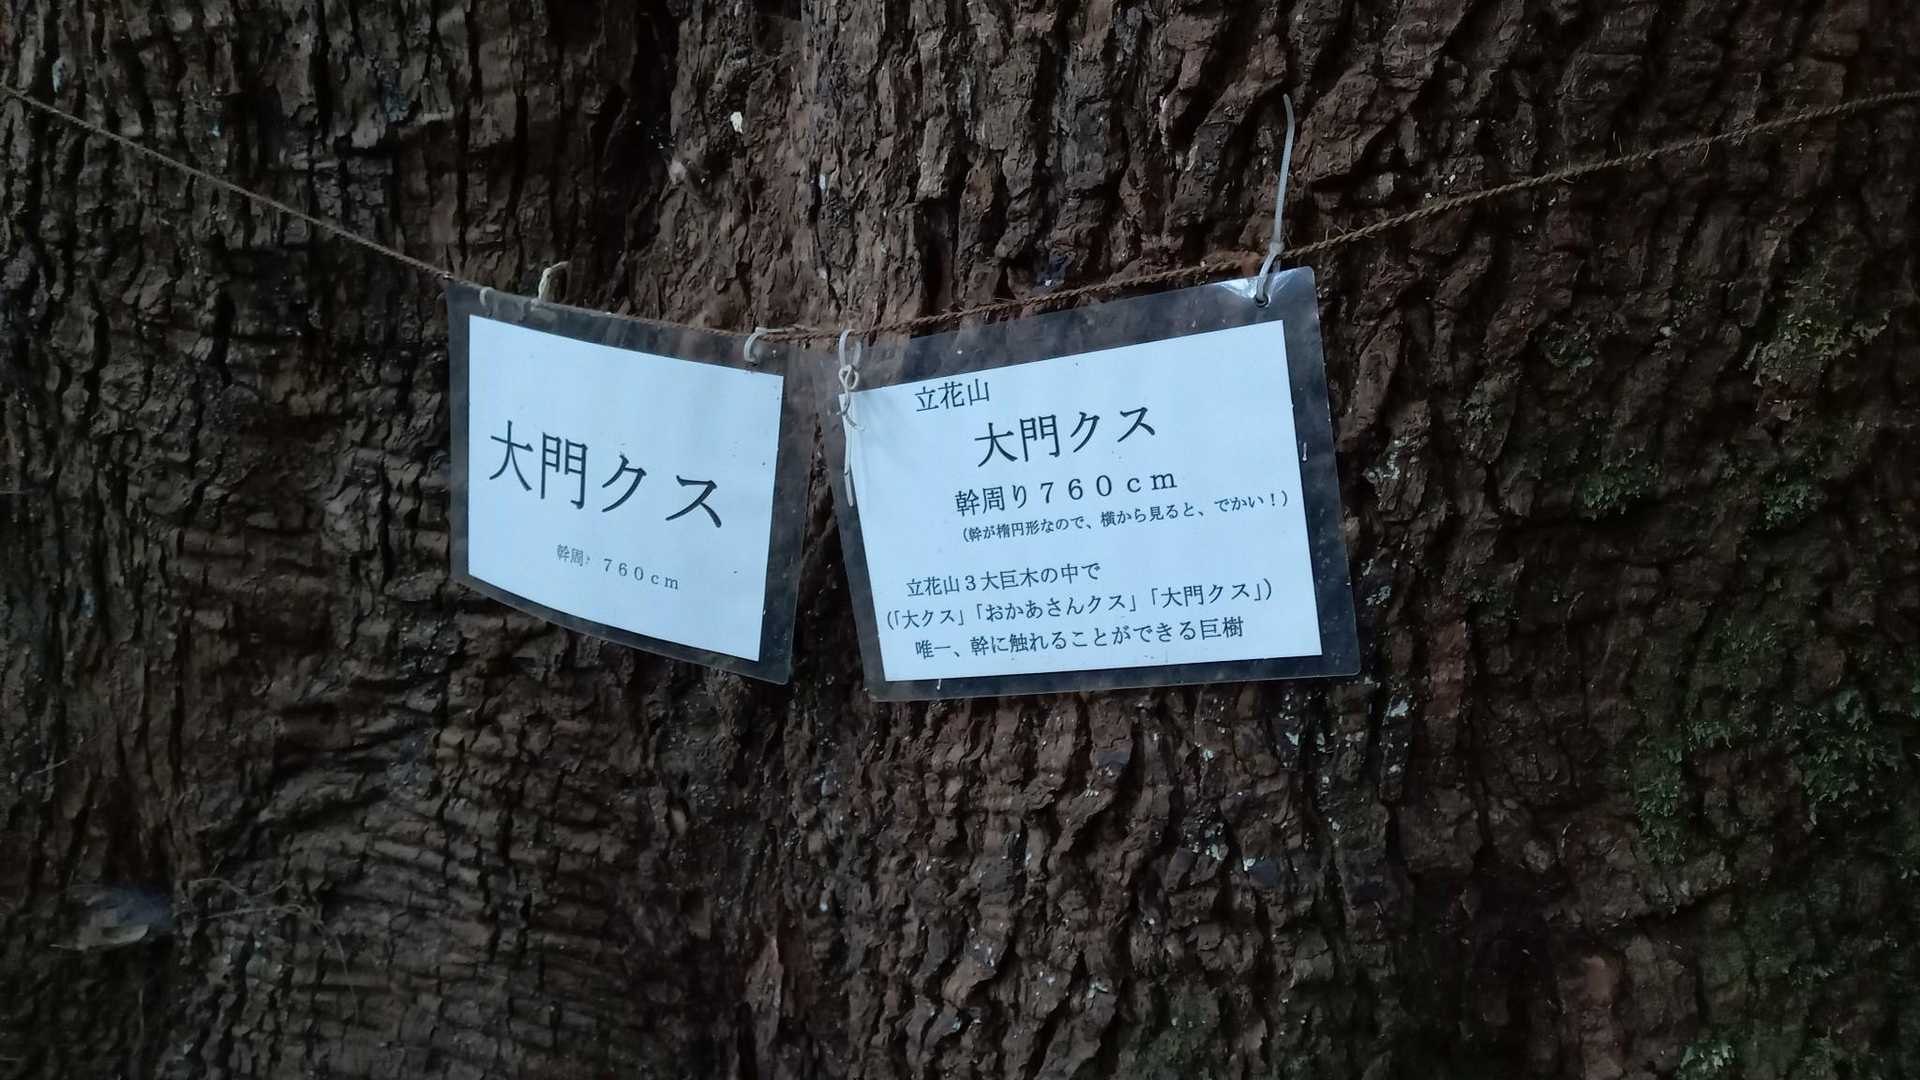 大門クス
幹周り７６０ｃｍ
立花山
大門クス
幹周り７６０ｃｍ
（幹が楕円形なので、横から見ると、でかい！）
立花山３大巨木の中で
（「大クス」「おかあさんクス」「大門クス」）
唯一、幹に触れることができる巨樹